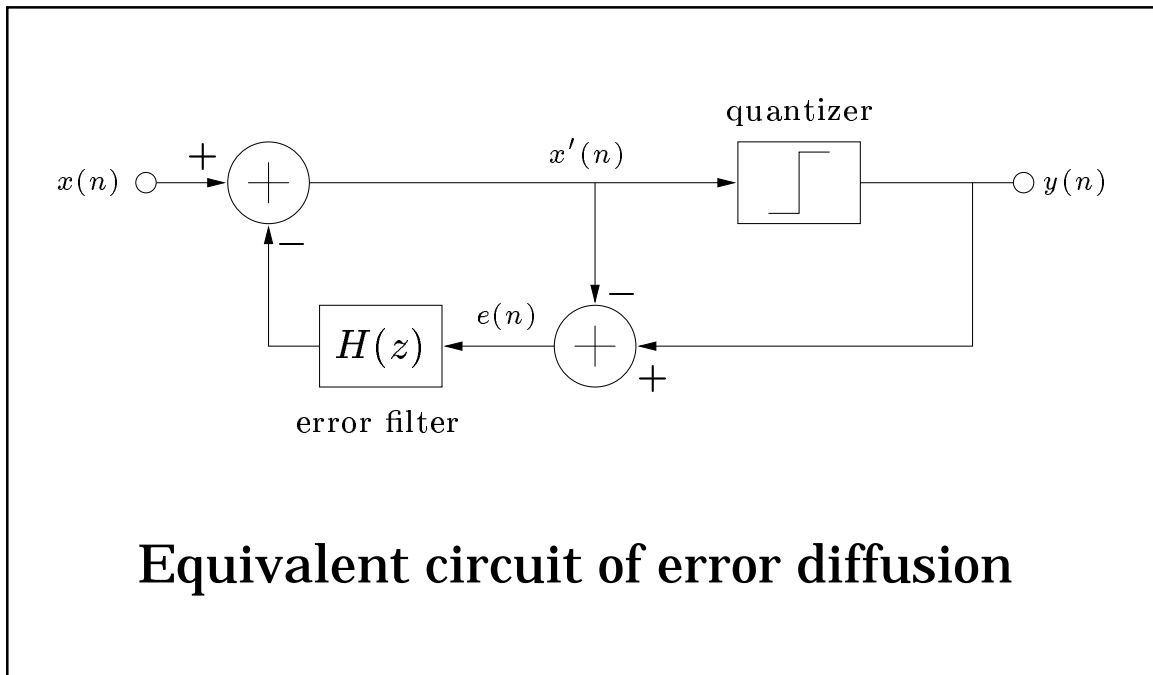 quantizer
+
x′(n)
x(n)
+
y(n)
−
−
e(n)
H(z)
+
+
error filter
Equivalent circuit of error diffusion